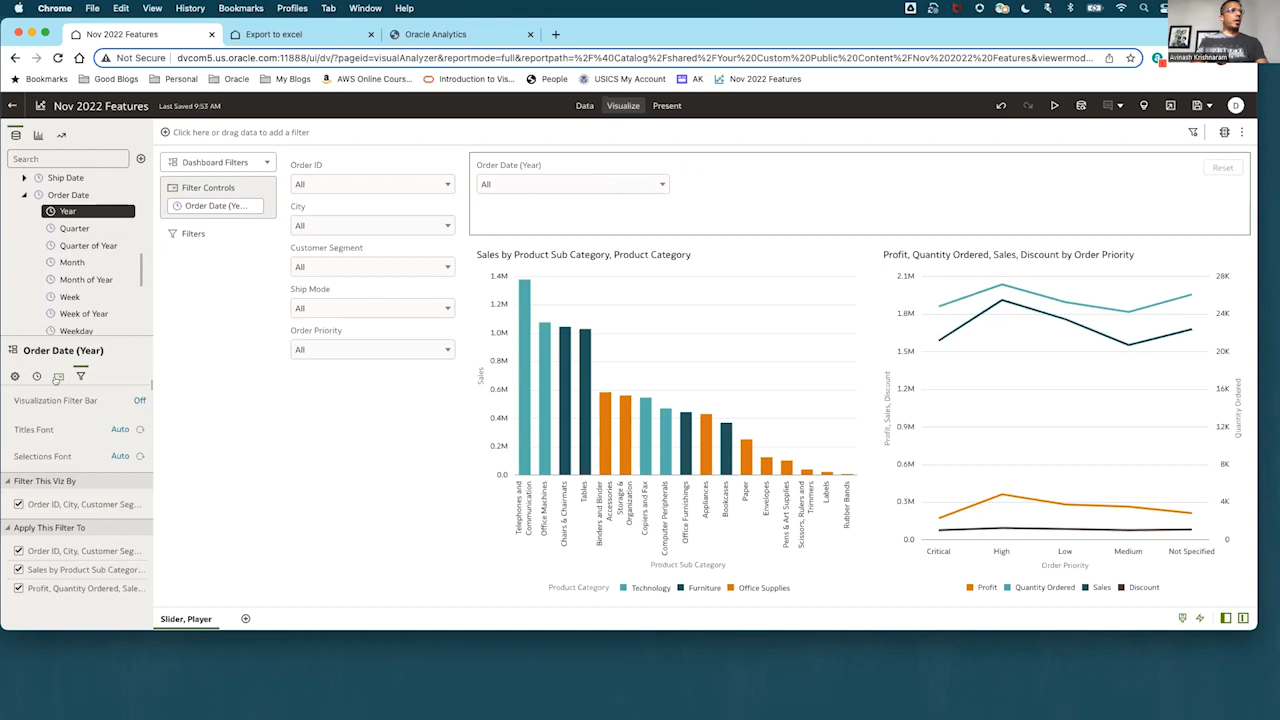 Chrome File Edit View History Bookmarks Profiles Tab Window Help
Nov 2022 Features
Export to excel
Oracle Analytics
Not Secure dvcom5.us.oracle.com:11888/ui/dv/?pageid=visualAnalyzer&reportmode=full&reportpath=%2F%40Catalog%2Fshared%2FYour%20Custom%20Public%20Content%2FNov%202022%20Features&viewermod...
Avinash Krishnaram
Bookmarks Good Blogs Personal Oracle My Blogs AWS Online Cour... Introduction to Vis... People USICS My Account AK Nov 2022 Features
Nov 2022 Features Last Saved 9:53 AM
Data Visualize Present
D
Click here or drag data to add a filter
Search
Ship Date
Order Date
Year
Quarter
Quarter of Year
Month
Month of Year
Week
Week of Year
Weekday
Order Date (Year)
Visualization Filter Bar Off
Titles Font Auto
Selections Font Auto
Filter This Viz By
Order ID, City, Customer Seg...
Apply This Filter To
Order ID, City, Customer Seg...
Sales by Product Sub Categor...
Profit, Quantity Ordered, Sale...
Dashboard Filters
Filter Controls
Order Date (Ye...
Filters
Order ID
All
City
All
Customer Segment
All
Ship Mode
All
Order Priority
All
Order Date (Year)
All
Reset
Sales by Product Sub Category, Product Category
1.4M
1.2M
1.0M
0.8M
0.6M
0.4M
0.2M
0.0
Sales
Telephones and Communication
Office Machines
Chairs & Chairmats
Tables
Binders and Binder Accessories
Storage & Organization
Copiers and Fax
Computer Peripherals
Office Furnishings
Appliances
Bookcases
Paper
Envelopes
Pens & Art Supplies
Scissors, Rulers and Trimmers
Labels
Rubber Bands
Product Sub Category
Product Category Technology Furniture Office Supplies
Profit, Quantity Ordered, Sales, Discount by Order Priority
2.1M
1.8M
1.5M
1.2M
0.9M
0.6M
0.3M
0.0
Profit, Sales, Discount
28K
24K
20K
16K
12K
8K
4K
0
Quantity Ordered
Critical High Low Medium Not Specified
Order Priority
Profit Quantity Ordered Sales Discount
Slider, Player